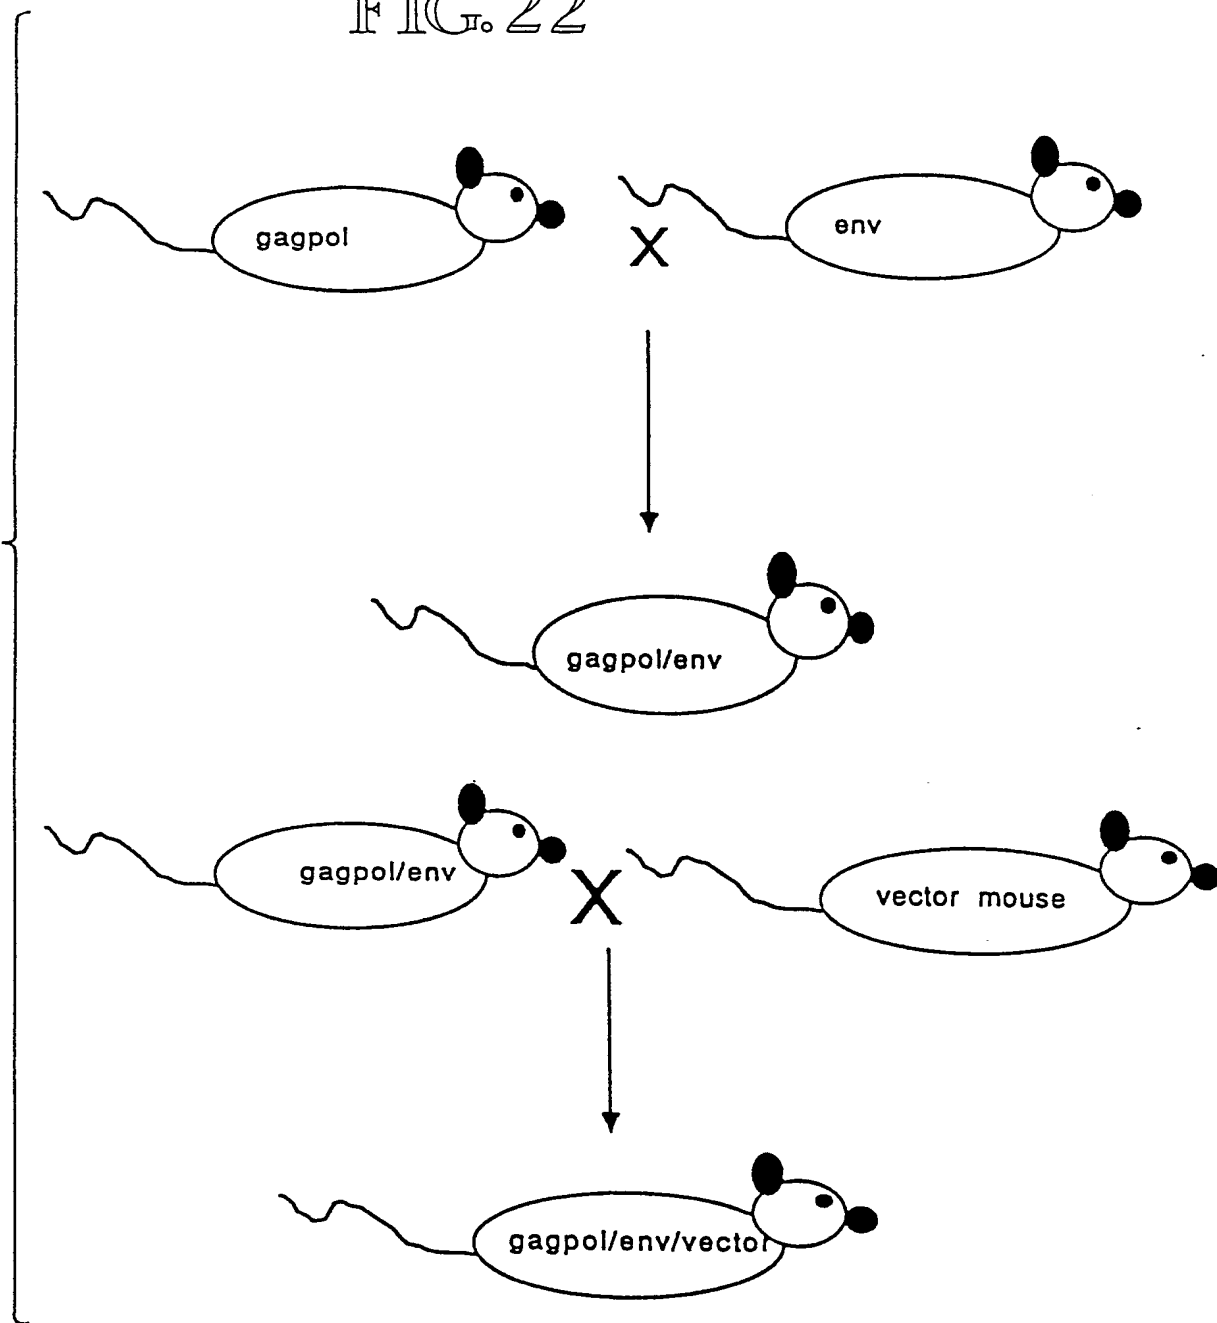 FIG. 22
gagpol
X
env
gagpol/env
gagpol/env
X
vector mouse
gagpol/env/vector